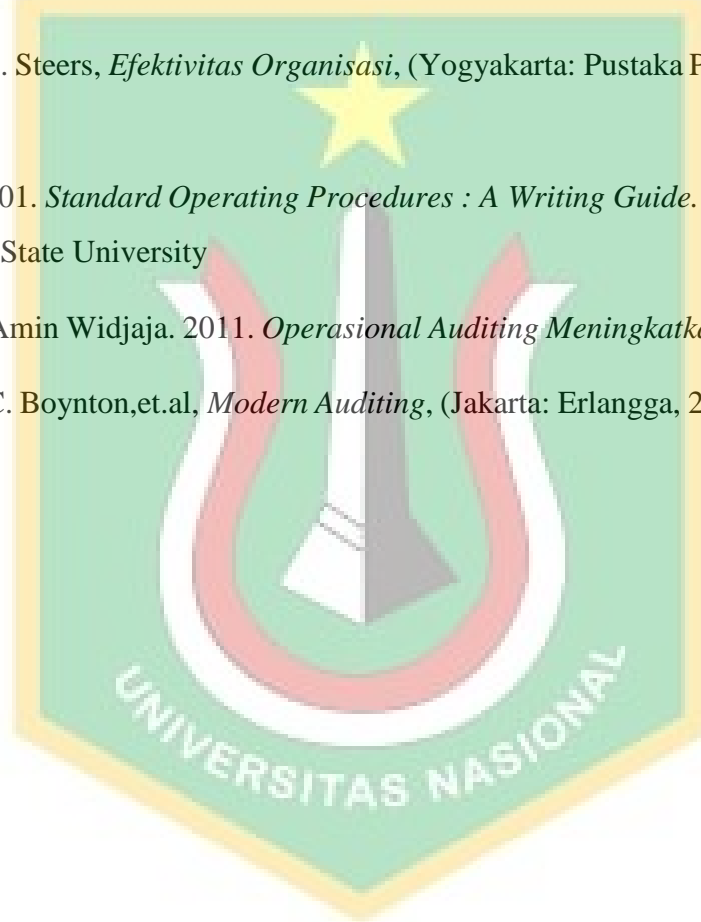 . Steers, Efektivitas Organisasi, (Yogyakarta: Pustaka P
01. Standard Operating Procedures : A Writing Guide.
State University
Amin Widjaja. 2011. Operasional Auditing Meningkatka
C. Boynton,et.al, Modern Auditing, (Jakarta: Erlangga, 2
UNIVERSITAS NASIONAL